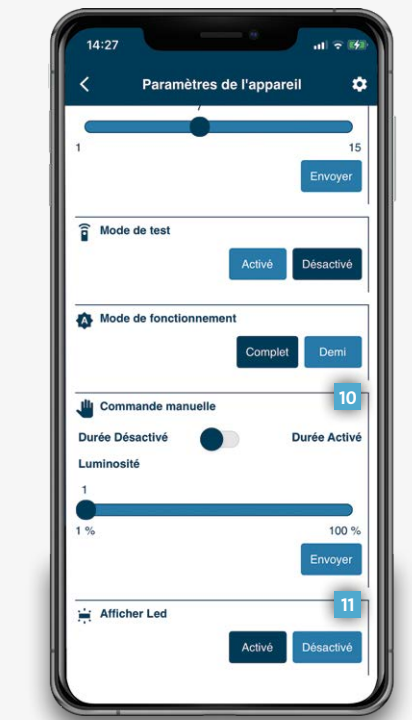 14:27
Paramètres de l'appareil
1 15
Envoyer
Mode de test
Activé Désactivé
Mode de fonctionnement
Complet Demi
10
Commande manuelle
Durée Désactivé Durée Activé
Luminosité
1
1 % 100 %
Envoyer
11
Afficher Led
Activé Désactivé